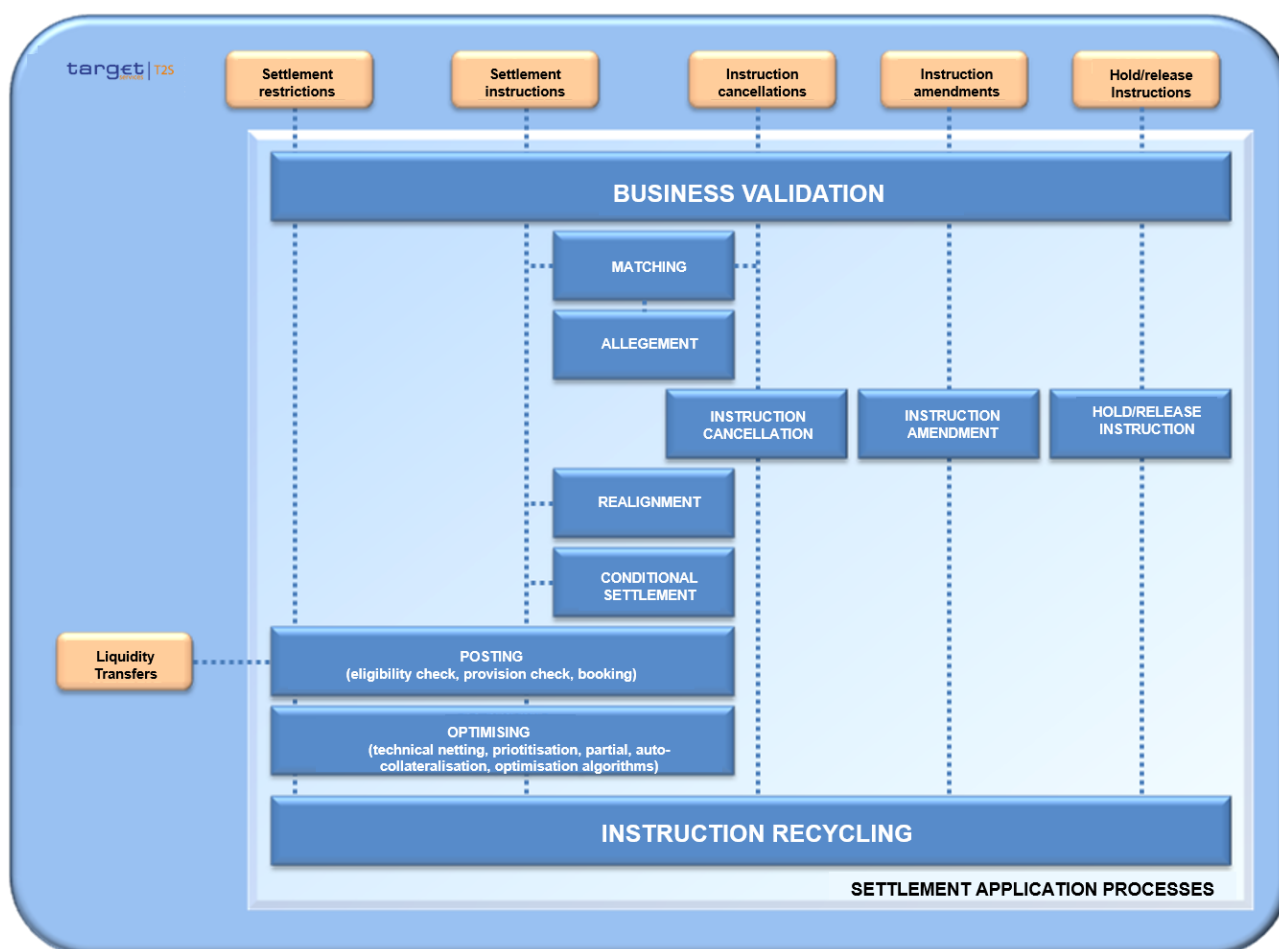 target | T2S
Settlement
restrictions
Settlement
instructions
Instruction
cancellations
Instruction
amendments
Hold/release
Instructions
BUSINESS VALIDATION
MATCHING
ALLEGEMENT
INSTRUCTION
CANCELLATION
INSTRUCTION
AMENDMENT
HOLD/RELEASE
INSTRUCTION
REALIGNMENT
CONDITIONAL
SETTLEMENT
Liquidity
Transfers
POSTING
(eligibility check, provision check, booking)
OPTIMISING
(technical netting, priotitisation, partial, auto-
collateralisation, optimisation algorithms)
INSTRUCTION RECYCLING
SETTLEMENT APPLICATION PROCESSES